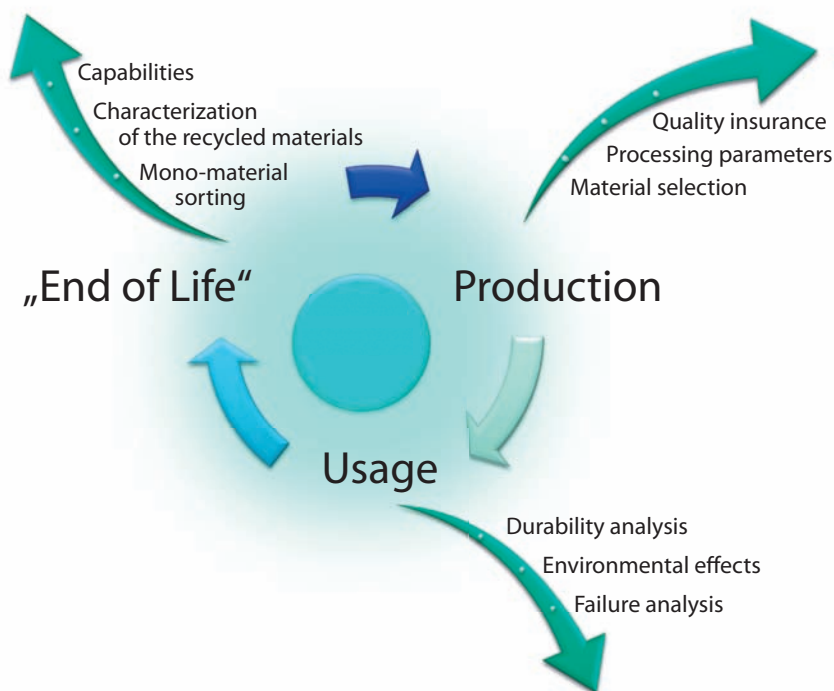 Capabilities
Characterization
of the recycled materials
Mono-material
sorting
Quality insurance
Processing parameters
Material selection
„End of Life“
Production
Usage
Durability analysis
Environmental effects
Failure analysis